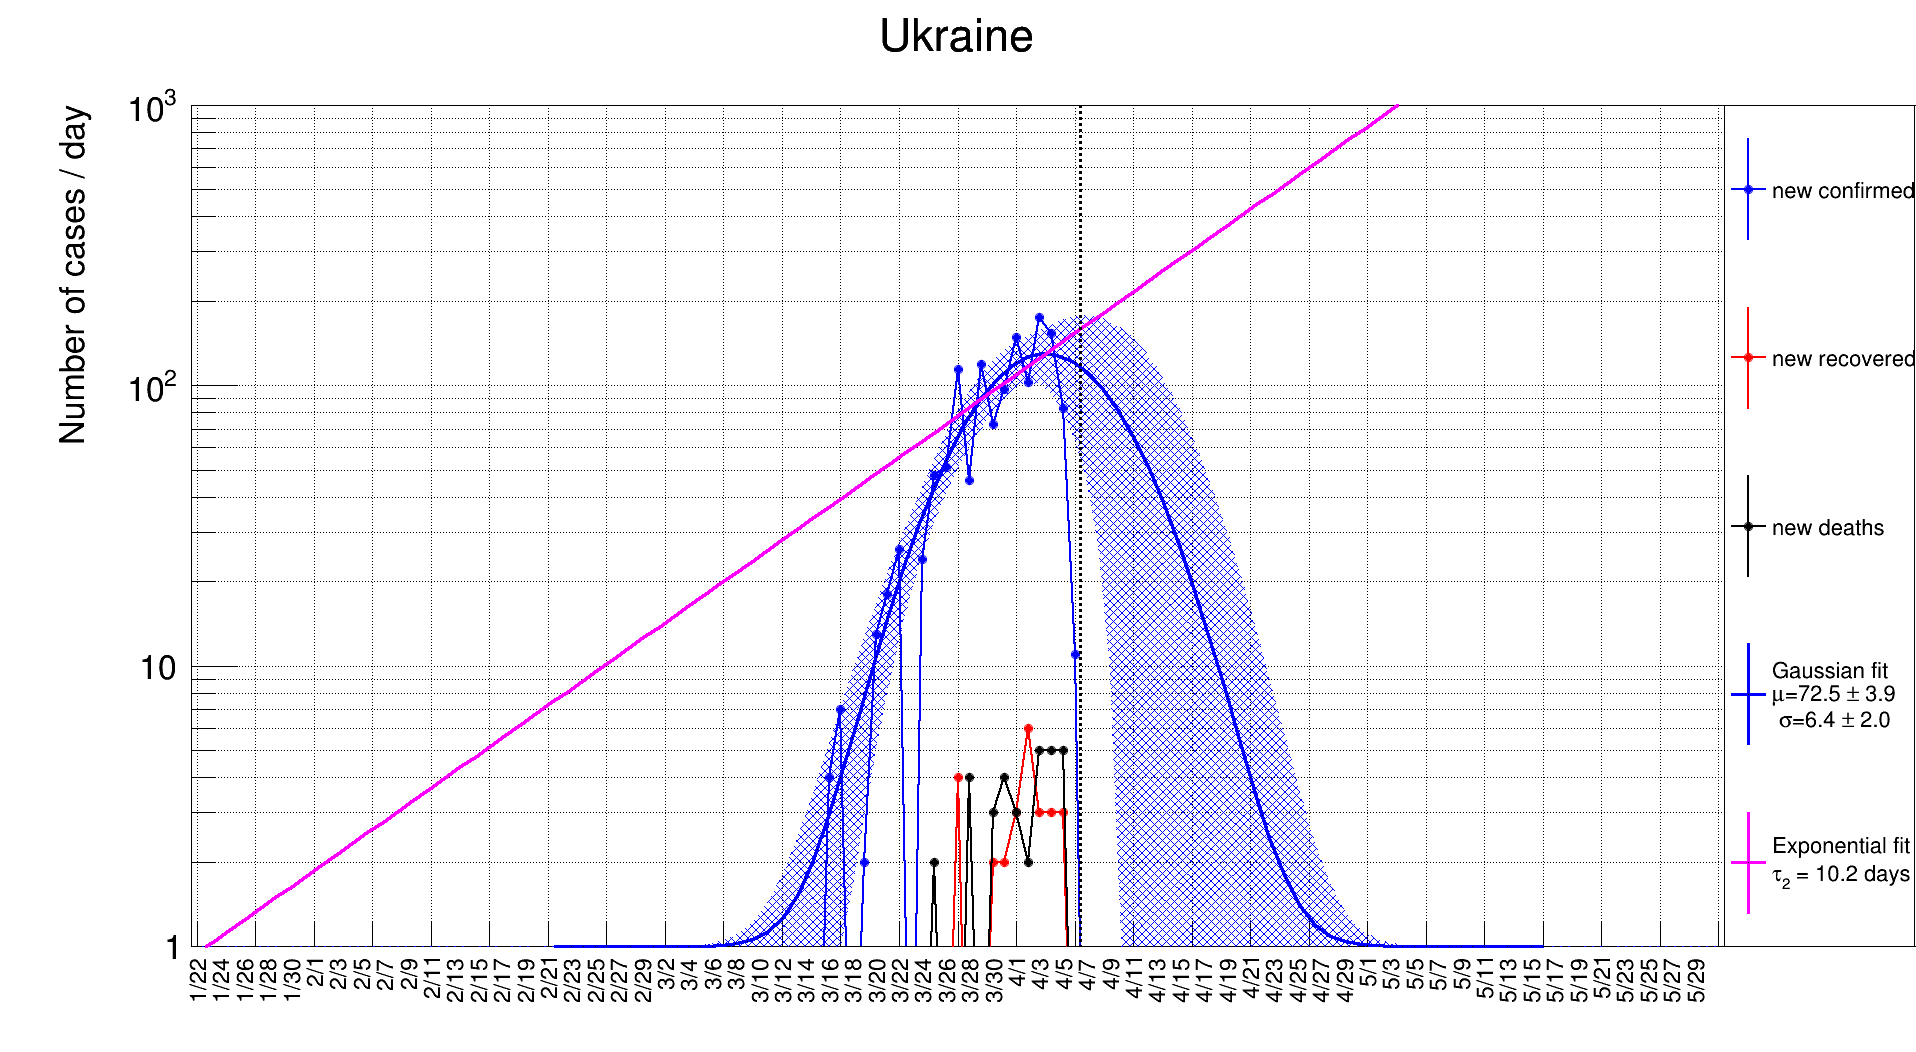 Ukraine
Number of cases / day
10³
10²
10
1
1/22 1/24 1/26 1/28 1/30 2/1 2/3 2/5 2/7 2/9 2/11 2/13 2/15 2/17 2/19 2/21 2/23 2/25 2/27 2/29 3/2 3/4 3/6 3/8 3/10 3/12 3/14 3/16 3/18 3/20 3/22 3/24 3/26 3/28 3/30 4/1 4/3 4/5 4/7 4/9 4/11 4/13 4/15 4/17 4/19 4/21 4/23 4/25 4/27 4/29 5/1 5/3 5/5 5/7 5/9 5/11 5/13 5/15 5/17 5/19 5/21 5/23 5/25 5/27 5/29
new confirmed
new recovered
new deaths
Gaussian fit
μ=72.5 ± 3.9
σ=6.4 ± 2.0
Exponential fit
τ₂ = 10.2 days